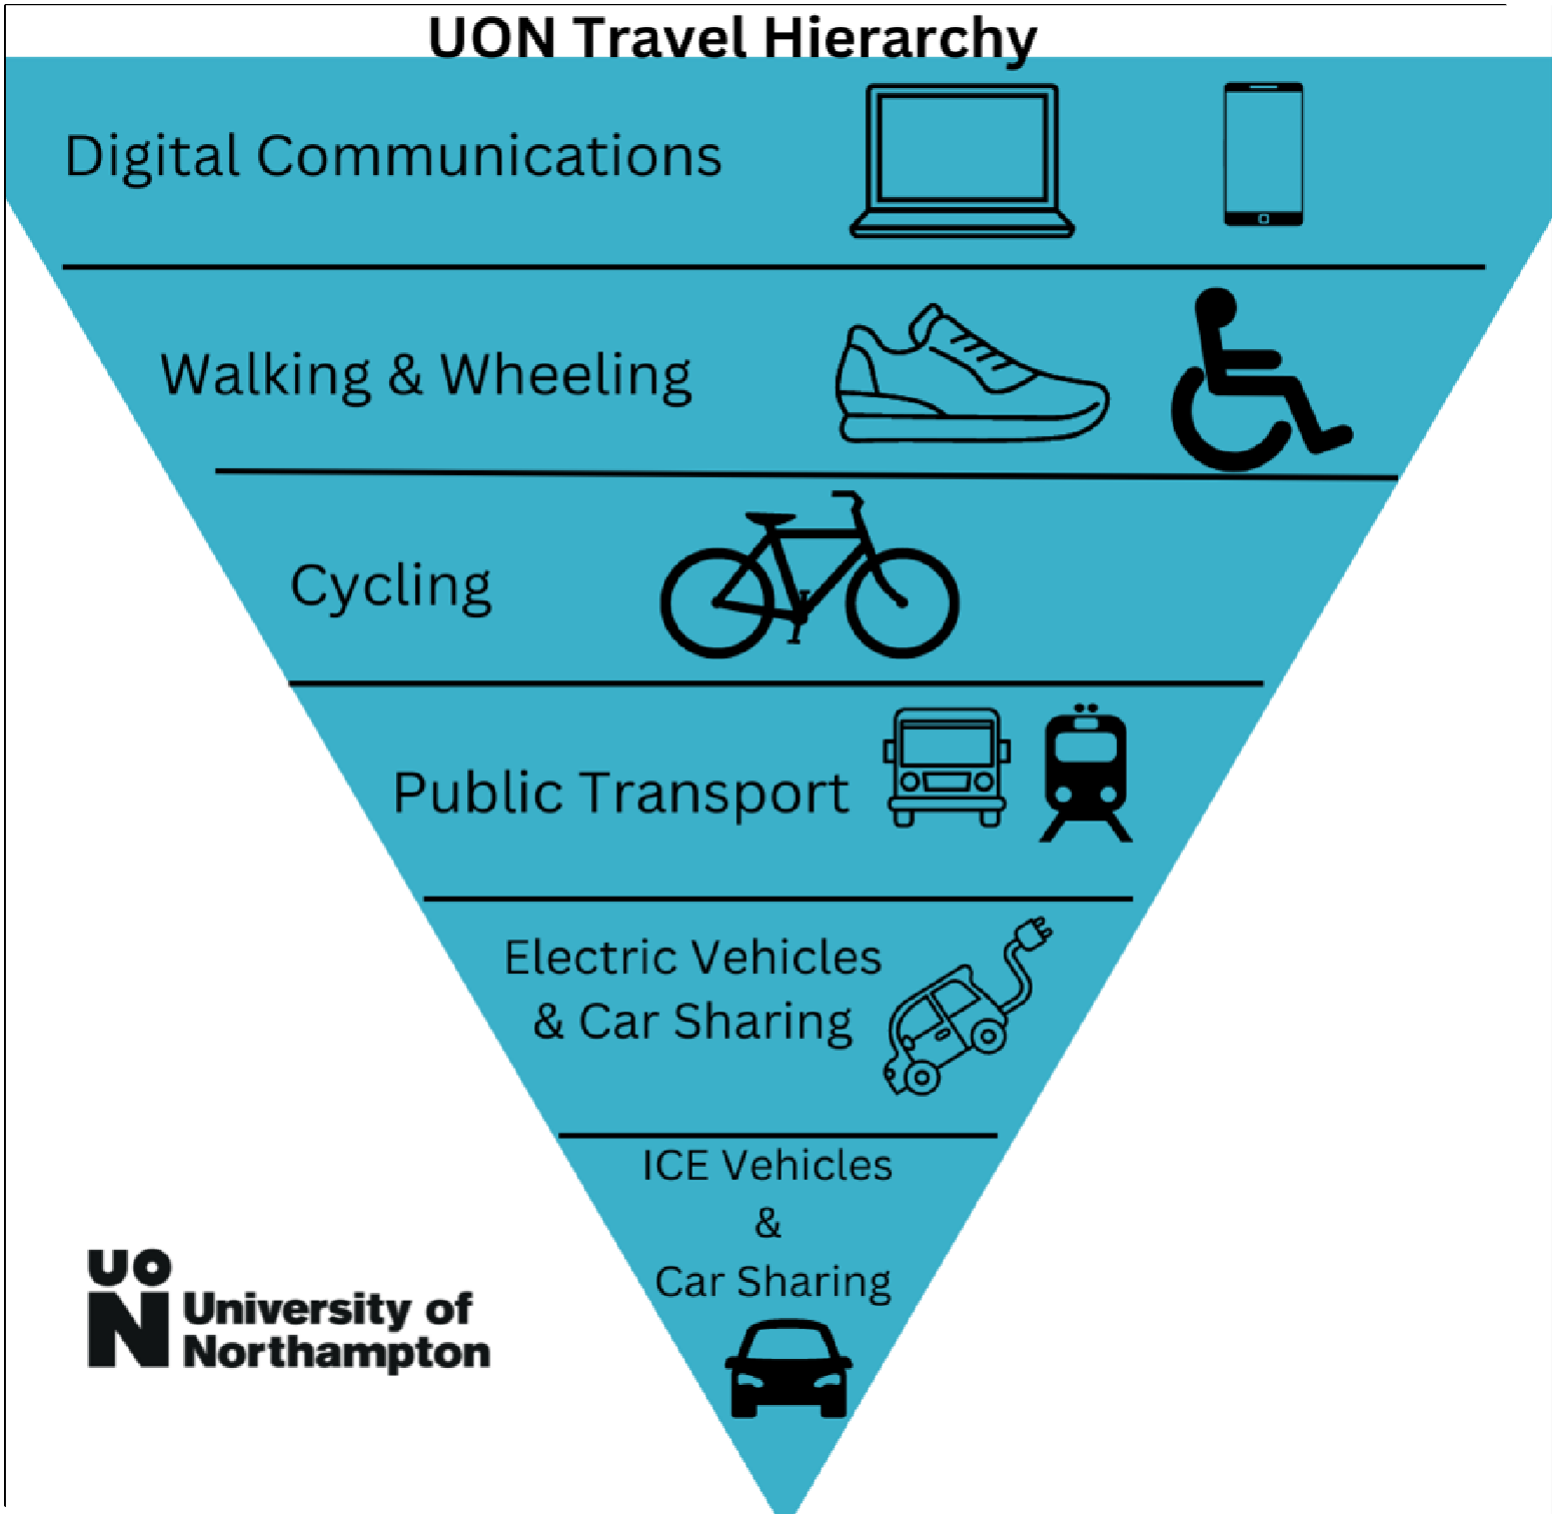 UON Travel Hierarchy
Digital Communications
Walking & Wheeling
Cycling
Public Transport
Electric Vehicles
& Car Sharing
ICE Vehicles
&
Car Sharing
UoN
University of
Northampton